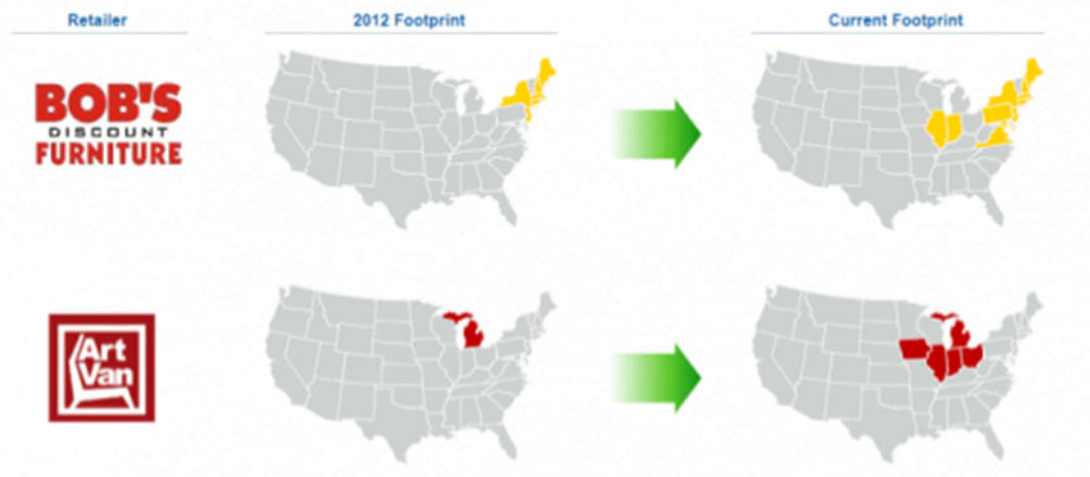 Retailer
2012 Footprint
Current Footprint
BOB'S
DISCOUNT
FURNITURE
Art
Van